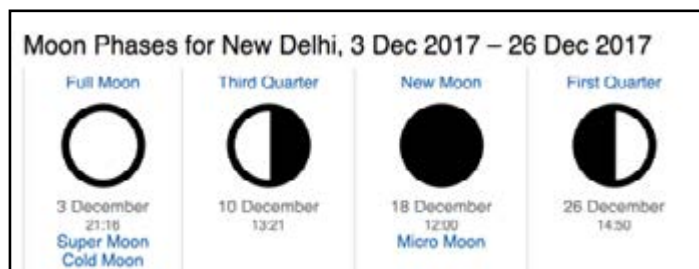 Moon Phases for New Delhi, 3 Dec 2017 – 26 Dec 2017
Full Moon
3 December
21:16
Super Moon
Cold Moon
Third Quarter
10 December
13:21
New Moon
18 December
12:00
Micro Moon
First Quarter
26 December
14:50